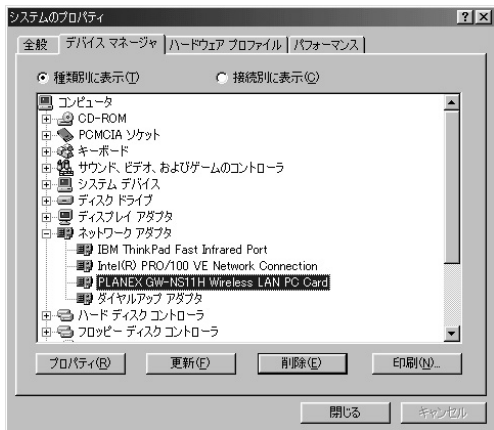 システムのプロパティ
全般 デバイス マネージャ ハードウェア プロファイル パフォーマンス
種類別に表示(T) 接続別に表示(C)
コンピュータ
CD-ROM
PCMCIA ソケット
キーボード
サウンド、ビデオ、およびゲームのコントローラ
システム デバイス
ディスク ドライブ
ディスプレイ アダプタ
ネットワーク アダプタ
IBM ThinkPad Fast Infrared Port
Intel(R) PRO/100 VE Network Connection
PLANEX GW-NS11H Wireless LAN PC Card
ダイヤルアップ アダプタ
ハード ディスク コントローラ
フロッピー ディスク コントローラ
プロパティ(R) 更新(F) 削除(E) 印刷(N)...
閉じる キャンセル